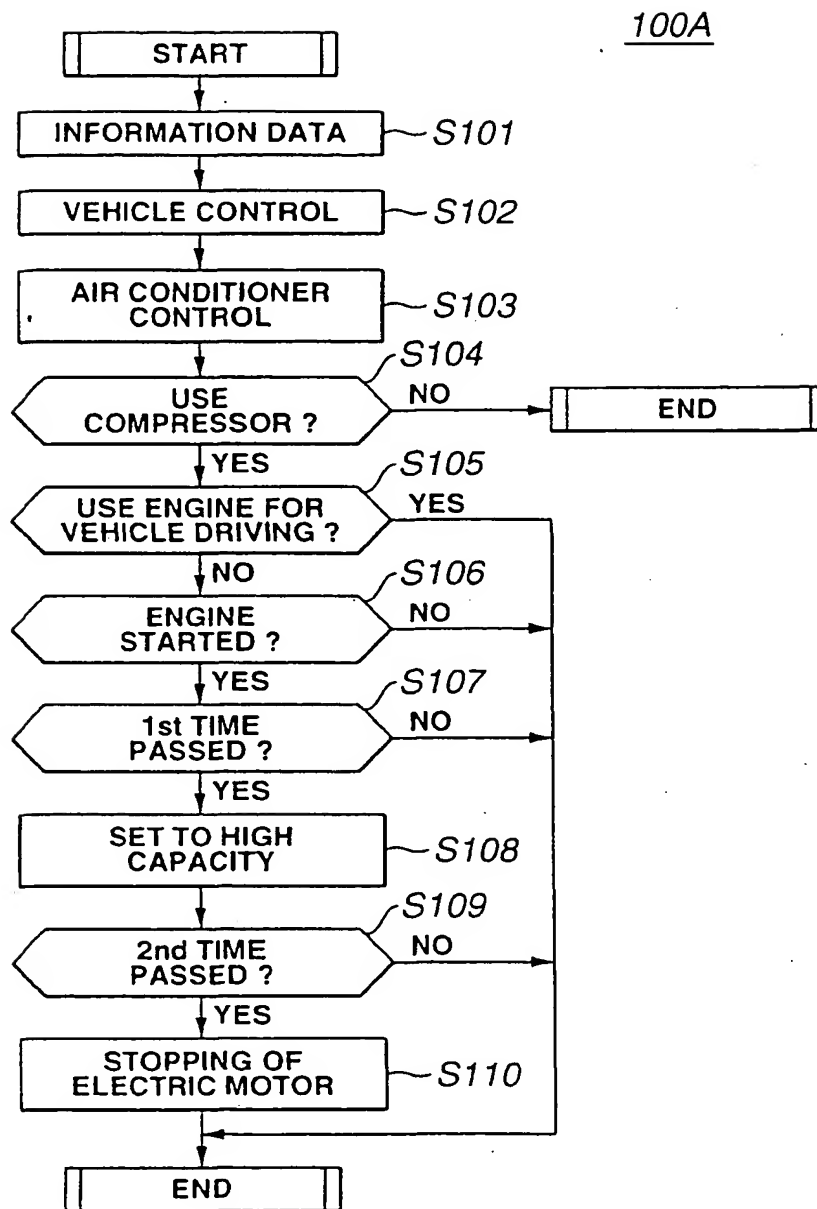 100A
START
INFORMATION DATA
S101
VEHICLE CONTROL
S102
AIR CONDITIONER
CONTROL
S103
S104
USE
COMPRESSOR ?
NO
END
YES
S105
USE ENGINE FOR
VEHICLE DRIVING ?
YES
NO
S106
ENGINE
STARTED ?
NO
YES
S107
1st TIME
PASSED ?
NO
YES
SET TO HIGH
CAPACITY
S108
S109
2nd TIME
PASSED ?
NO
YES
STOPPING OF
ELECTRIC MOTOR
S110
END